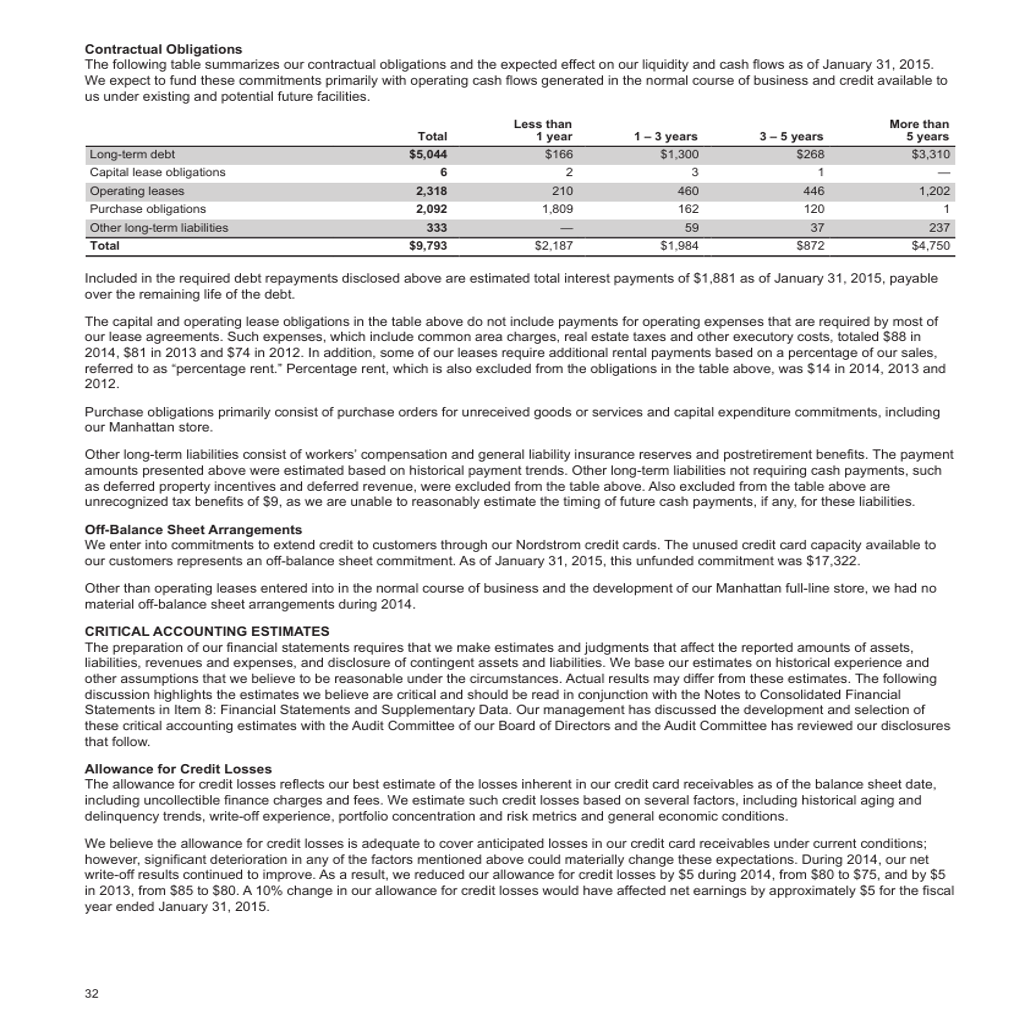 Contractual Obligations
The following table summarizes our contractual obligations and the expected effect on our liquidity and cash flows as of January 31, 2015.
We expect to fund these commitments primarily with operating cash flows generated in the normal course of business and credit available to
us under existing and potential future facilities.
Total Less than 1 year 1 – 3 years 3 – 5 years More than 5 years
Long-term debt $5,044 $166 $1,300 $268 $3,310
Capital lease obligations 6 2 3 1 —
Operating leases 2,318 210 460 446 1,202
Purchase obligations 2,092 1,809 162 120 1
Other long-term liabilities 333 — 59 37 237
Total $9,793 $2,187 $1,984 $872 $4,750
Included in the required debt repayments disclosed above are estimated total interest payments of $1,881 as of January 31, 2015, payable
over the remaining life of the debt.
The capital and operating lease obligations in the table above do not include payments for operating expenses that are required by most of
our lease agreements. Such expenses, which include common area charges, real estate taxes and other executory costs, totaled $88 in
2014, $81 in 2013 and $74 in 2012. In addition, some of our leases require additional rental payments based on a percentage of our sales,
referred to as “percentage rent.” Percentage rent, which is also excluded from the obligations in the table above, was $14 in 2014, 2013 and
2012.
Purchase obligations primarily consist of purchase orders for unreceived goods or services and capital expenditure commitments, including
our Manhattan store.
Other long-term liabilities consist of workers’ compensation and general liability insurance reserves and postretirement benefits. The payment
amounts presented above were estimated based on historical payment trends. Other long-term liabilities not requiring cash payments, such
as deferred property incentives and deferred revenue, were excluded from the table above. Also excluded from the table above are
unrecognized tax benefits of $9, as we are unable to reasonably estimate the timing of future cash payments, if any, for these liabilities.
Off-Balance Sheet Arrangements
We enter into commitments to extend credit to customers through our Nordstrom credit cards. The unused credit card capacity available to
our customers represents an off-balance sheet commitment. As of January 31, 2015, this unfunded commitment was $17,322.
Other than operating leases entered into in the normal course of business and the development of our Manhattan full-line store, we had no
material off-balance sheet arrangements during 2014.
CRITICAL ACCOUNTING ESTIMATES
The preparation of our financial statements requires that we make estimates and judgments that affect the reported amounts of assets,
liabilities, revenues and expenses, and disclosure of contingent assets and liabilities. We base our estimates on historical experience and
other assumptions that we believe to be reasonable under the circumstances. Actual results may differ from these estimates. The following
discussion highlights the estimates we believe are critical and should be read in conjunction with the Notes to Consolidated Financial
Statements in Item 8: Financial Statements and Supplementary Data. Our management has discussed the development and selection of
these critical accounting estimates with the Audit Committee of our Board of Directors and the Audit Committee has reviewed our disclosures
that follow.
Allowance for Credit Losses
The allowance for credit losses reflects our best estimate of the losses inherent in our credit card receivables as of the balance sheet date,
including uncollectible finance charges and fees. We estimate such credit losses based on several factors, including historical aging and
delinquency trends, write-off experience, portfolio concentration and risk metrics and general economic conditions.
We believe the allowance for credit losses is adequate to cover anticipated losses in our credit card receivables under current conditions;
however, significant deterioration in any of the factors mentioned above could materially change these expectations. During 2014, our net
write-off results continued to improve. As a result, we reduced our allowance for credit losses by $5 during 2014, from $80 to $75, and by $5
in 2013, from $85 to $80. A 10% change in our allowance for credit losses would have affected net earnings by approximately $5 for the fiscal
year ended January 31, 2015.
32